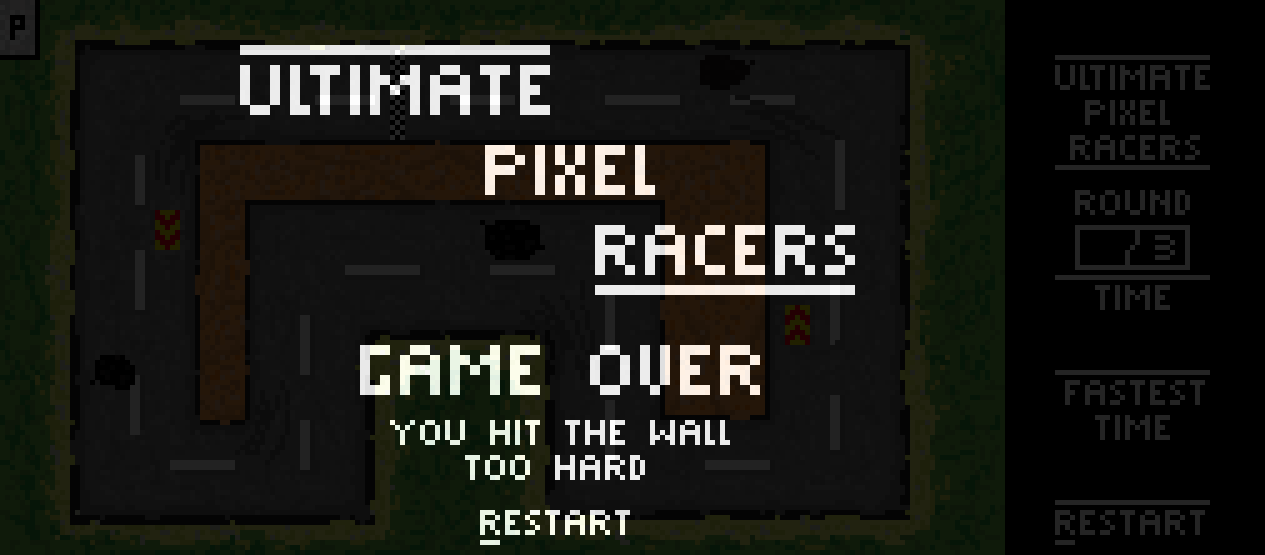 P
ULTIMATE
PIXEL
RACERS
GAME OVER
YOU HIT THE WALL
TOO HARD
RESTART
ULTIMATE
PIXEL
RACERS
ROUND
/3
TIME
FASTEST
TIME
RESTART